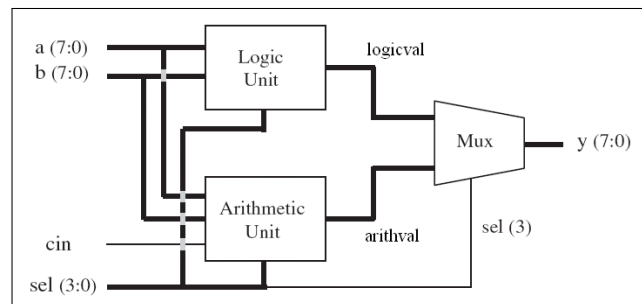 a (7:0)
b (7:0)
Logic
Unit
logicval
Mux
y (7:0)
Arithmetic
Unit
arithval
sel (3)
cin
sel (3:0)